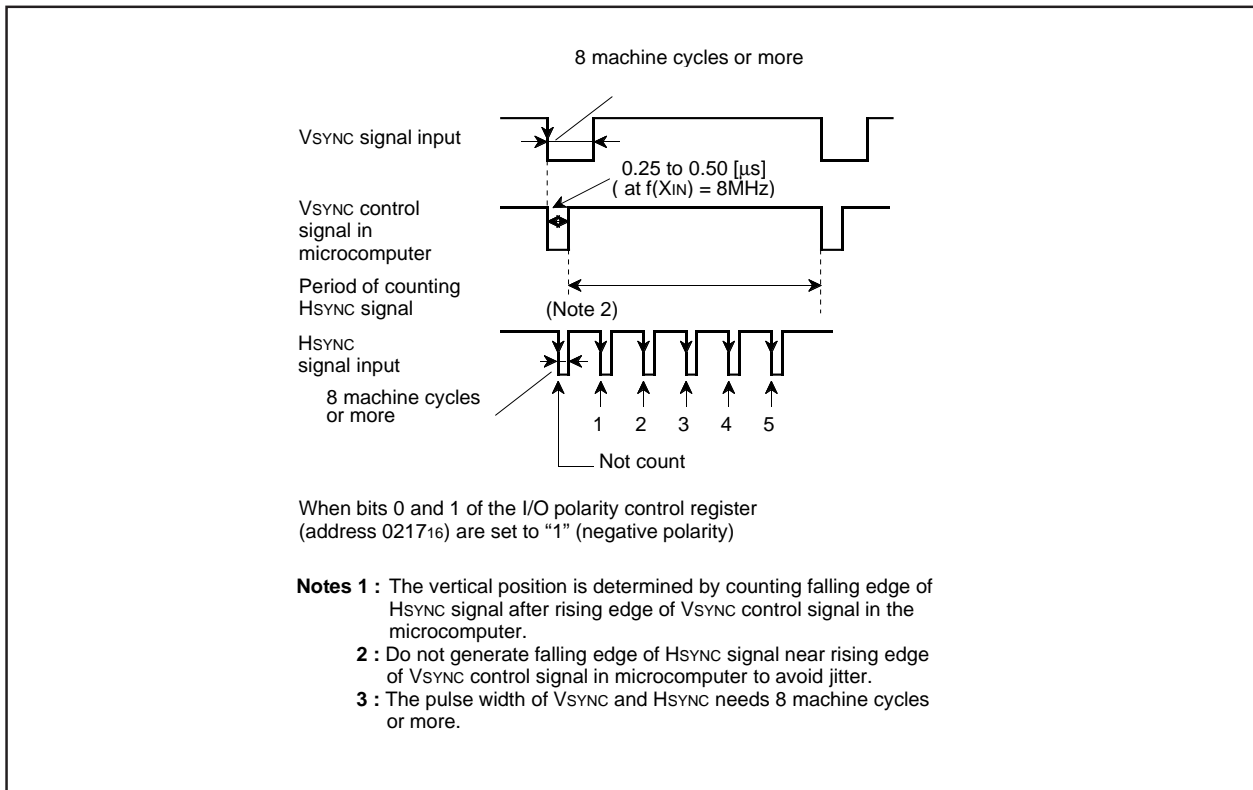 8 machine cycles or more
VSYNC signal input
0.25 to 0.50 [μs]
( at f(XIN) = 8MHz)
VSYNC control
signal in
microcomputer
Period of counting
HSYNC signal
(Note 2)
HSYNC
signal input
8 machine cycles
or more
1 2 3 4 5
Not count
When bits 0 and 1 of the I/O polarity control register
(address 021716) are set to “1” (negative polarity)
Notes 1 : The vertical position is determined by counting falling edge of
HSYNC signal after rising edge of VSYNC control signal in the
microcomputer.
2 : Do not generate falling edge of HSYNC signal near rising edge
of VSYNC control signal in microcomputer to avoid jitter.
3 : The pulse width of VSYNC and HSYNC needs 8 machine cycles
or more.